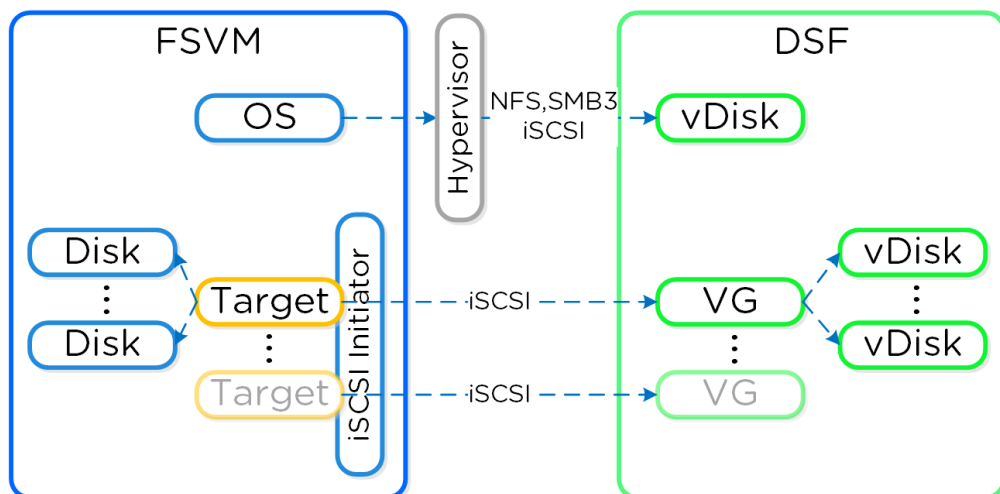 FSVM
DSF
OS
Hypervisor
NFS,SMB3
iSCSI
vDisk
Disk
Disk
Target
Target
iSCSI Initiator
iSCSI
iSCSI
VG
VG
vDisk
vDisk